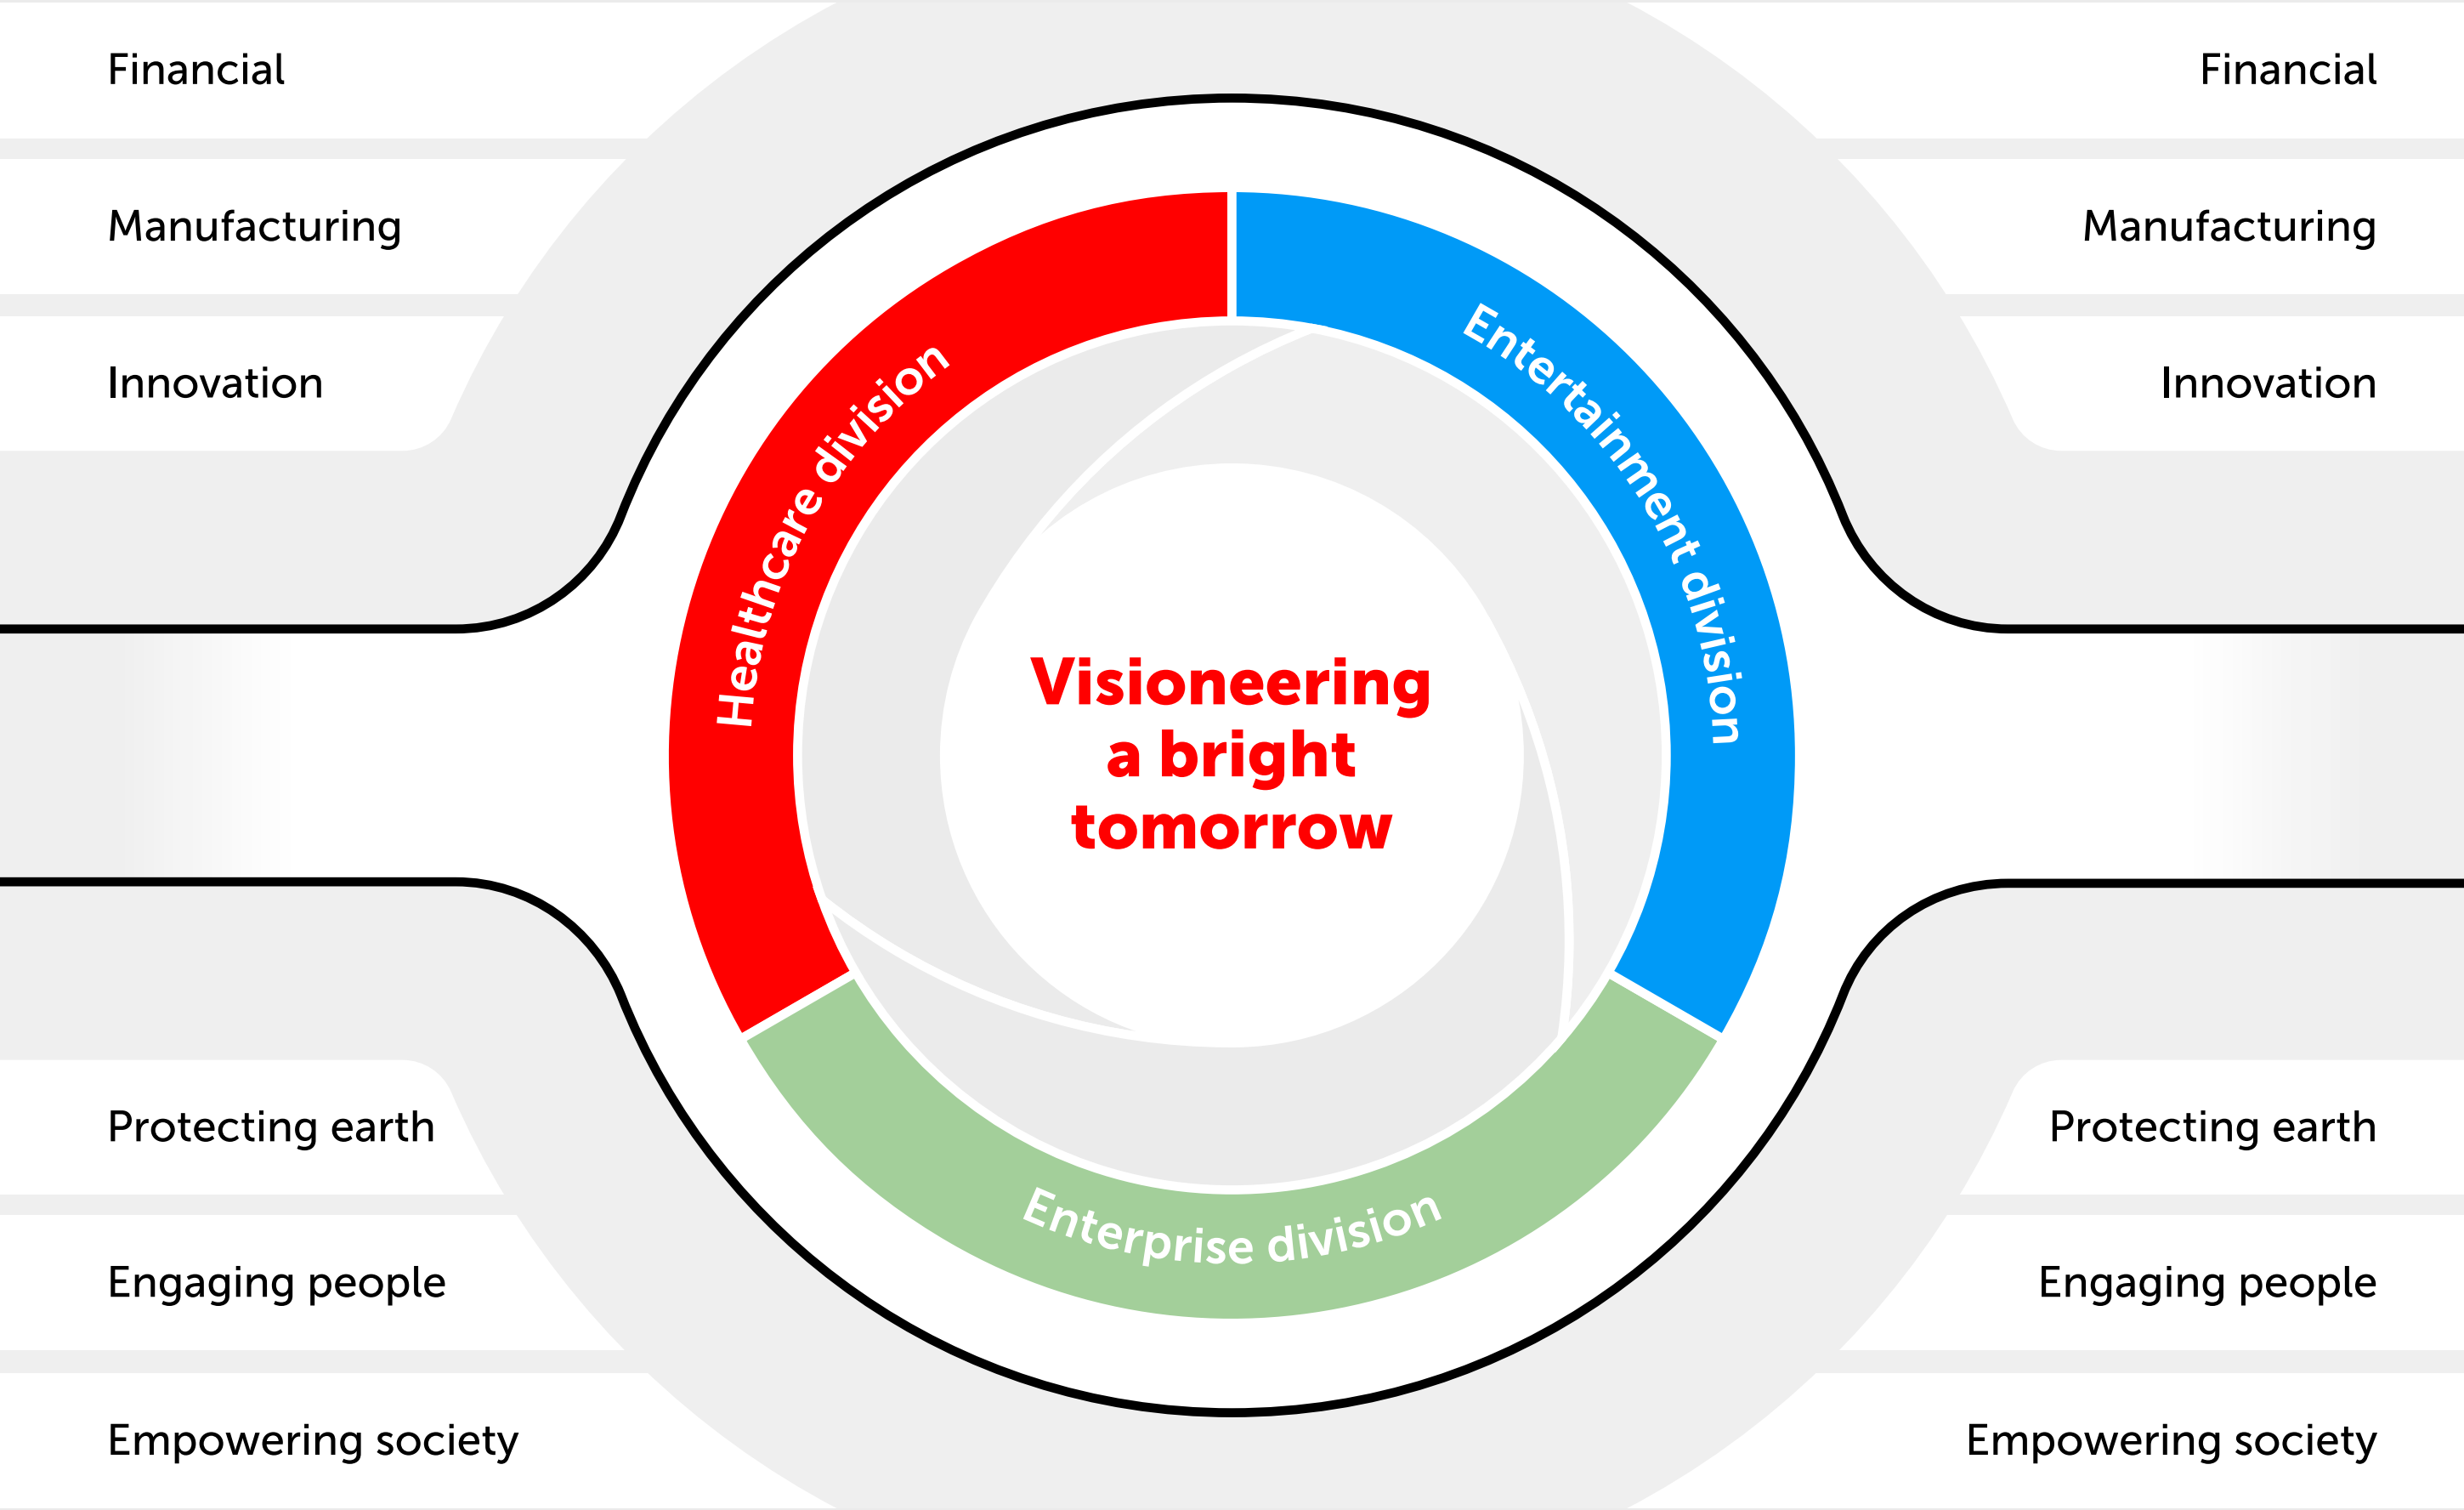 Financial
Manufacturing
Innovation
Protecting earth
Engaging people
Empowering society
Healthcare division
Entertainment division
Enterprise division
Visioneering
a bright
tomorrow
Financial
Manufacturing
Innovation
Protecting earth
Engaging people
Empowering society